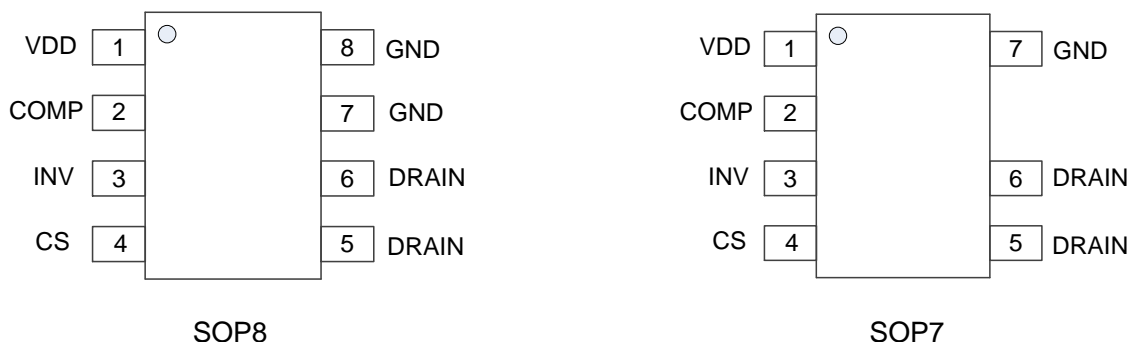 VDD 1 8 GND
COMP 2 7 GND
INV 3 6 DRAIN
CS 4 5 DRAIN
SOP8
VDD 1 7 GND
COMP 2
INV 3 6 DRAIN
CS 4 5 DRAIN
SOP7